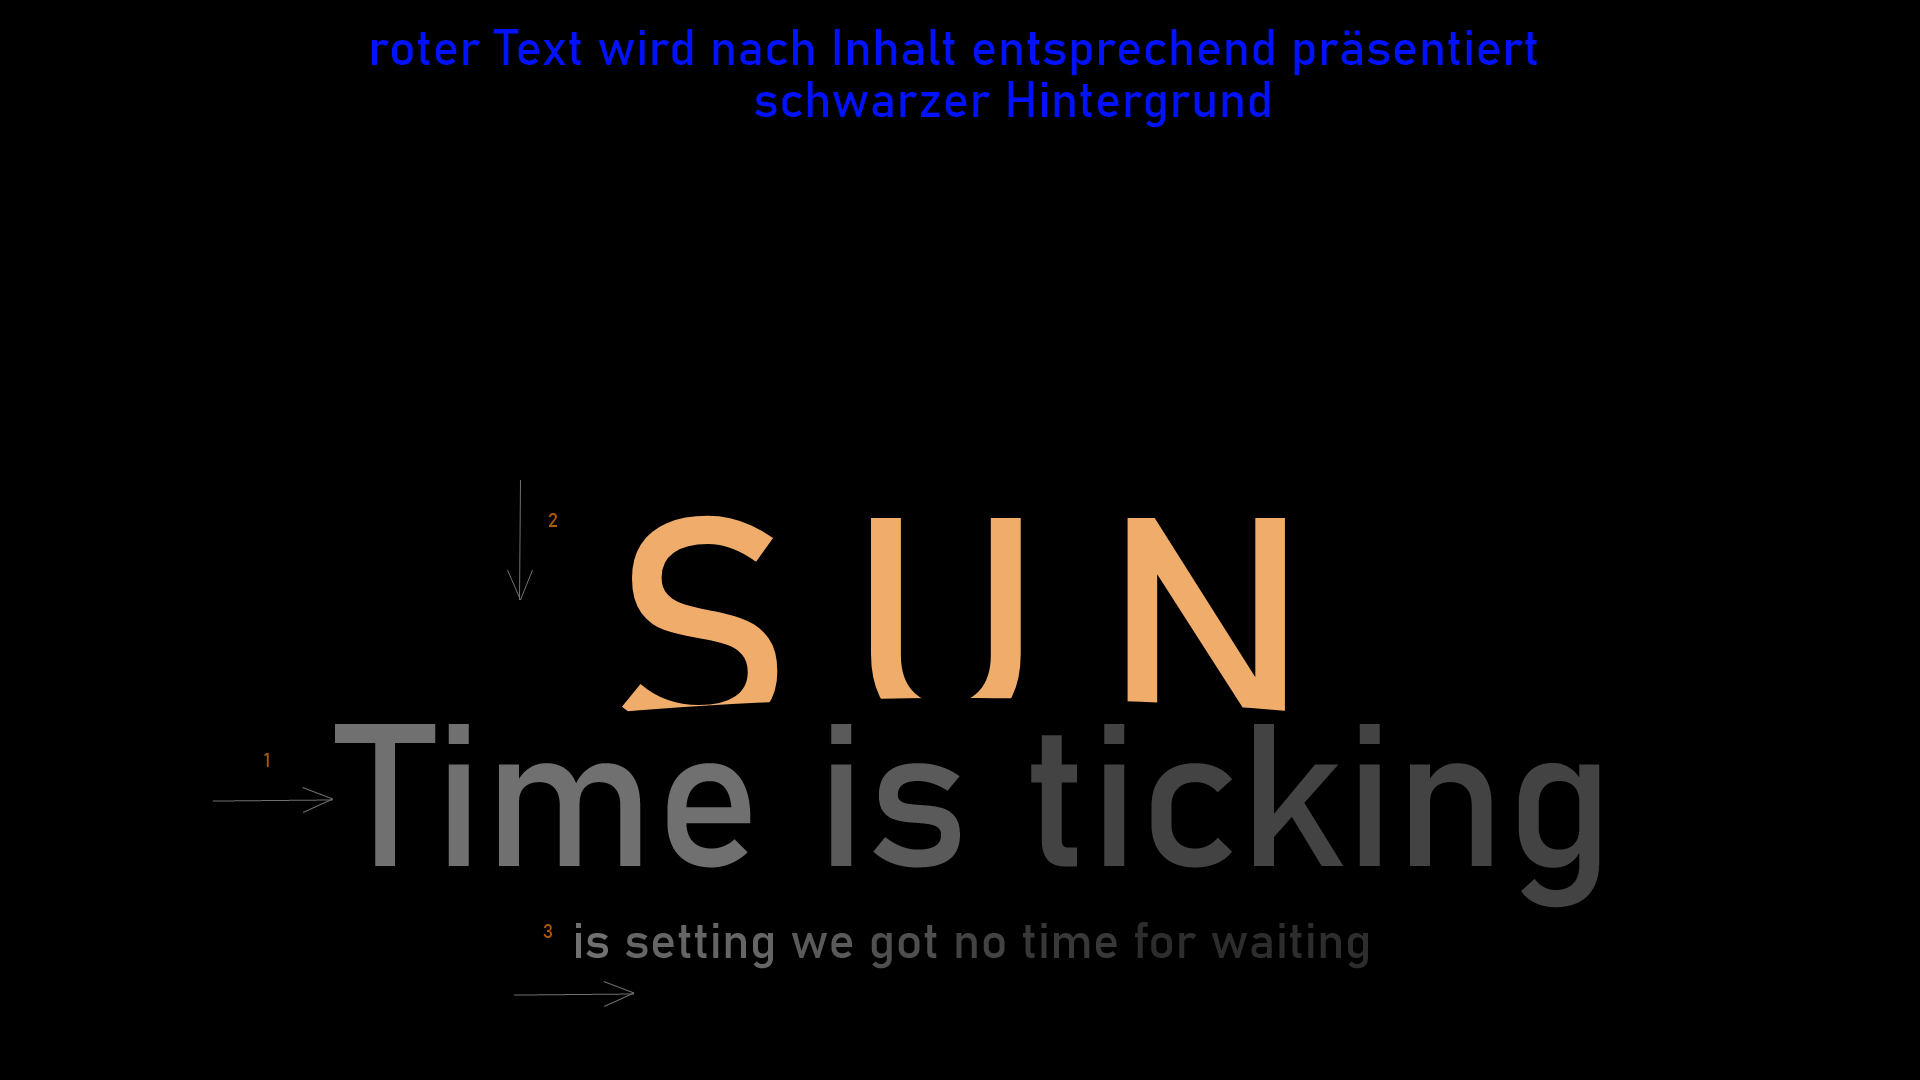 roter Text wird nach Inhalt entsprechend präsentiert
schwarzer Hintergrund
2
SUN
1
Time is ticking
3 is setting we got no time for waiting